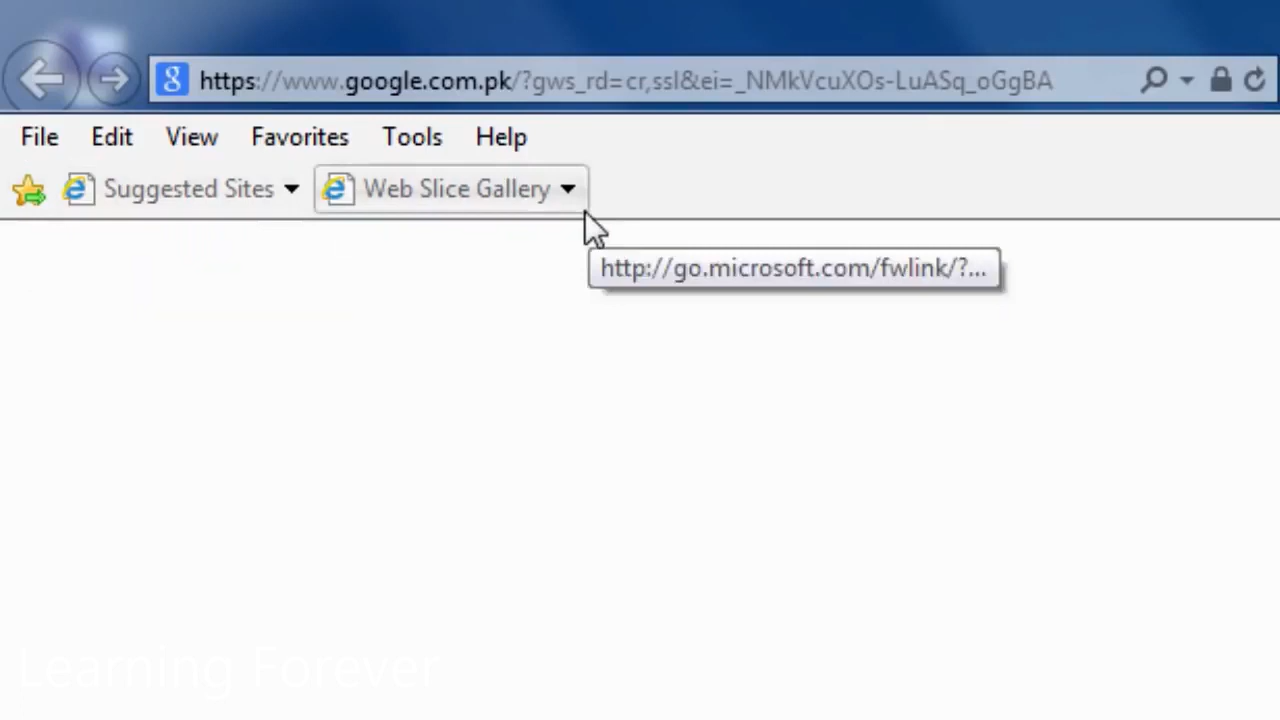 https://www.google.com.pk/?gws_rd=cr,ssl&ei=_NMkVcuXOs-LuASq_oGgBA
File Edit View Favorites Tools Help
Suggested Sites Web Slice Gallery
http://go.microsoft.com/fwlink/?...
Learning Forever